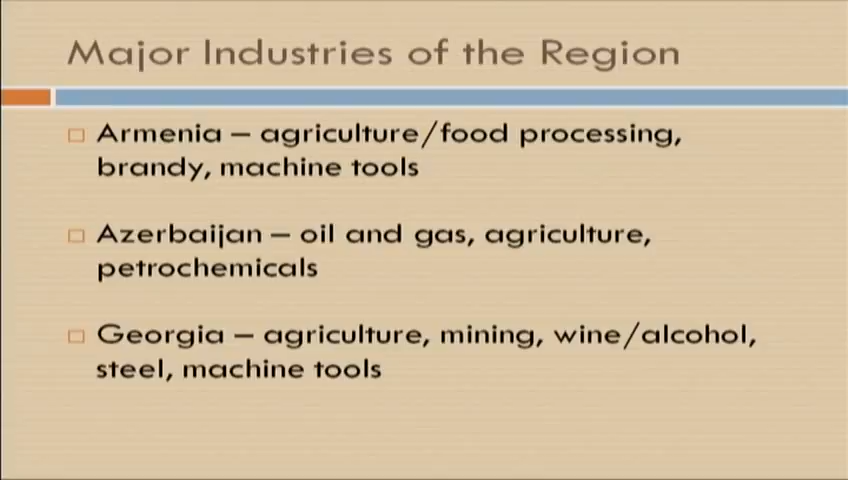 Major Industries of the Region
Armenia – agriculture/food processing,
brandy, machine tools
Azerbaijan – oil and gas, agriculture,
petrochemicals
Georgia – agriculture, mining, wine/alcohol,
steel, machine tools